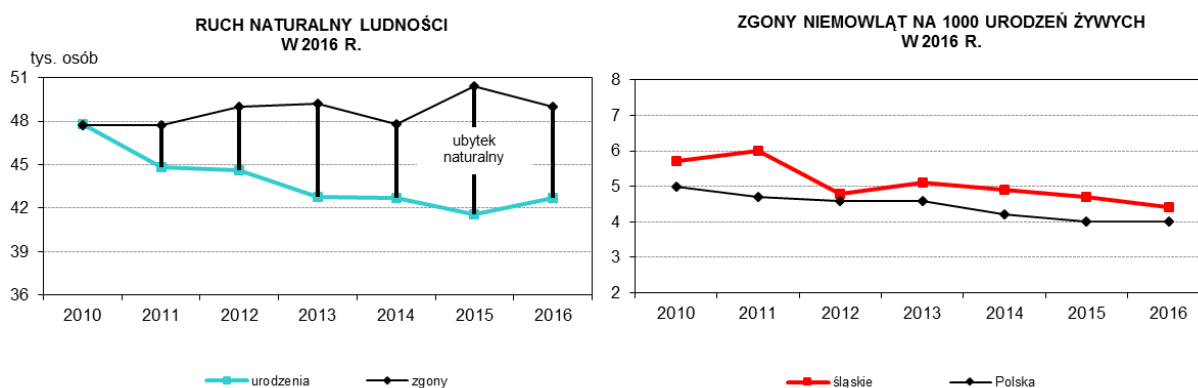 RUCH NATURALNY LUDNOŚCI
W 2016 R.
tys. osób
51
48
45
42
39
36
ubytek
naturalny
2010 2011 2012 2013 2014 2015 2016
urodzenia zgony
ZGONY NIEMOWLĄT NA 1000 URODZEŃ ŻYWYCH
W 2016 R.
8
7
6
5
4
3
2
2010 2011 2012 2013 2014 2015 2016
śląskie Polska